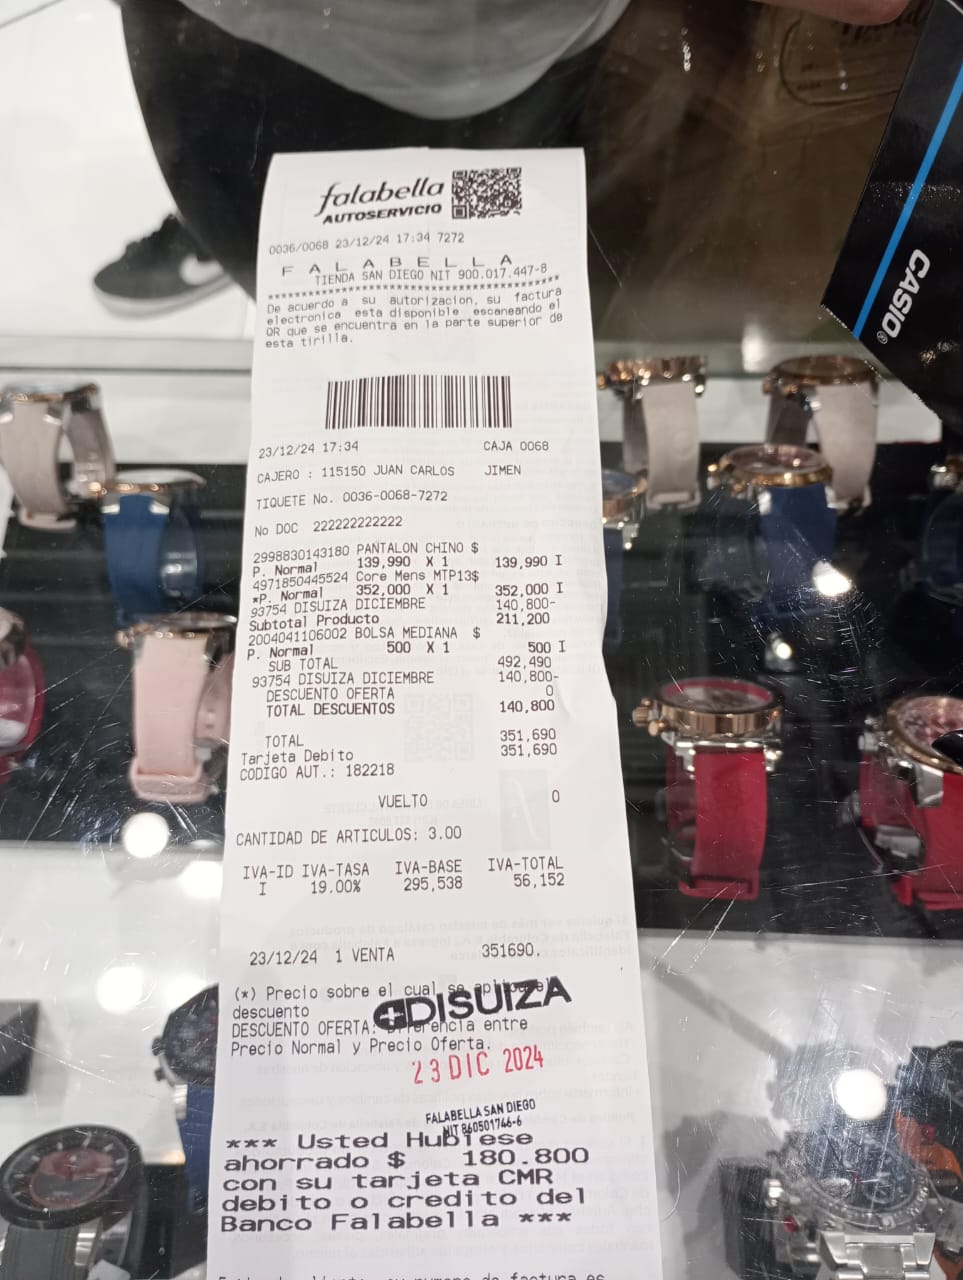 falabella
AUTOSERVICIO
0036/0068 23/12/24 17:34 7272
F A L A B E L L A
TIENDA SAN DIEGO NIT 900.017.447-8
****************************************
De acuerdo a su autorizacion, su factura
electronica esta disponible escaneando el
QR que se encuentra en la parte superior de
esta tirilla.
23/12/24 17:34 CAJA 0068
CAJERO : 115150 JUAN CARLOS JIMEN
TIQUETE No. 0036-0068-7272
No DOC 222222222222
2998830143180 PANTALON CHINO $
P. Normal 139,990 X 1 139,990 I
4971850445524 Core Mens MTP13$
*P. Normal 352,000 X 1 352,000 I
93754 DISUIZA DICIEMBRE 140,800-
Subtotal Producto 211,200
2004041106002 BOLSA MEDIANA $
P. Normal 500 X 1 500 I
SUB TOTAL 492,490
93754 DISUIZA DICIEMBRE 140,800-
DESCUENTO OFERTA 0
TOTAL DESCUENTOS 140,800
TOTAL 351,690
Tarjeta Debito 351,690
CODIGO AUT.: 182218
VUELTO 0
CANTIDAD DE ARTICULOS: 3.00
IVA-ID IVA-TASA IVA-BASE IVA-TOTAL
I 19.00% 295,538 56,152
23/12/24 1 VENTA 351690.
(*) Precio sobre el cual se aplica el
descuento
DISUIZA
DESCUENTO OFERTA: Diferencia entre
Precio Normal y Precio Oferta.
23 DIC 2024
FALABELLA SAN DIEGO
NIT 860501746-6
*** Usted Hubiese
ahorrado $ 180.800
con su tarjeta CMR
debito o credito del
Banco Falabella ***
CASIO®